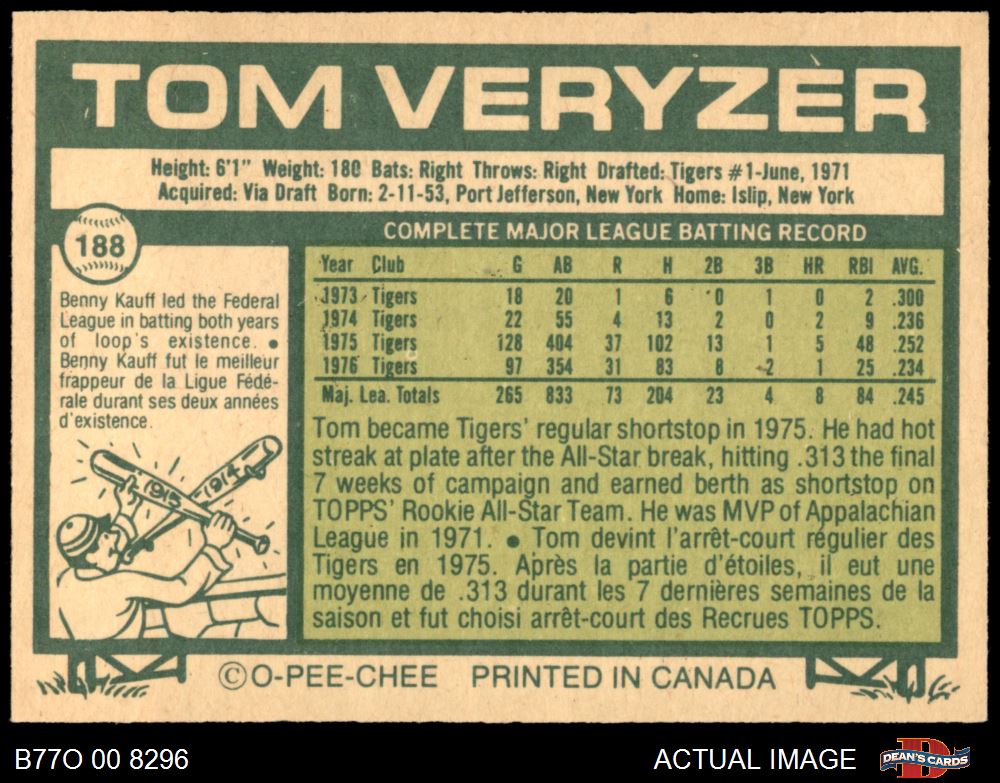 TOM VERYZER
Height: 6'1" Weight: 180 Bats: Right Throws: Right Drafted: Tigers #1-June, 1971
Acquired: Via Draft Born: 2-11-53, Port Jefferson, New York Home: Islip, New York
188
Benny Kauff led the Federal
League in batting both years
of loop's existence. ●
Benny Kauff fut le meilleur
frappeur de la Ligue Fédé-
rale durant ses deux années
d'existence.
1915 1914
COMPLETE MAJOR LEAGUE BATTING RECORD
Year Club G AB R H 2B 3B HR RBI AVG.
1973 Tigers 18 20 1 6 0 1 0 2 .300
1974 Tigers 22 55 4 13 2 0 2 9 .236
1975 Tigers 128 404 37 102 13 1 5 48 .252
1976 Tigers 97 354 31 83 8 2 1 25 .234
Maj. Lea. Totals 265 833 73 204 23 4 8 84 .245
Tom became Tigers' regular shortstop in 1975. He had hot
streak at plate after the All-Star break, hitting .313 the final
7 weeks of campaign and earned berth as shortstop on
TOPPS' Rookie All-Star Team. He was MVP of Appalachian
League in 1971. ● Tom devint l'arrêt-court régulier des
Tigers en 1975. Après la partie d'étoiles, il eut une
moyenne de .313 durant les 7 dernières semaines de la
saison et fut choisi arrêt-court des Recrues TOPPS.
©O-PEE-CHEE PRINTED IN CANADA
B77O 00 8296
ACTUAL IMAGE
DEAN'S CARDS